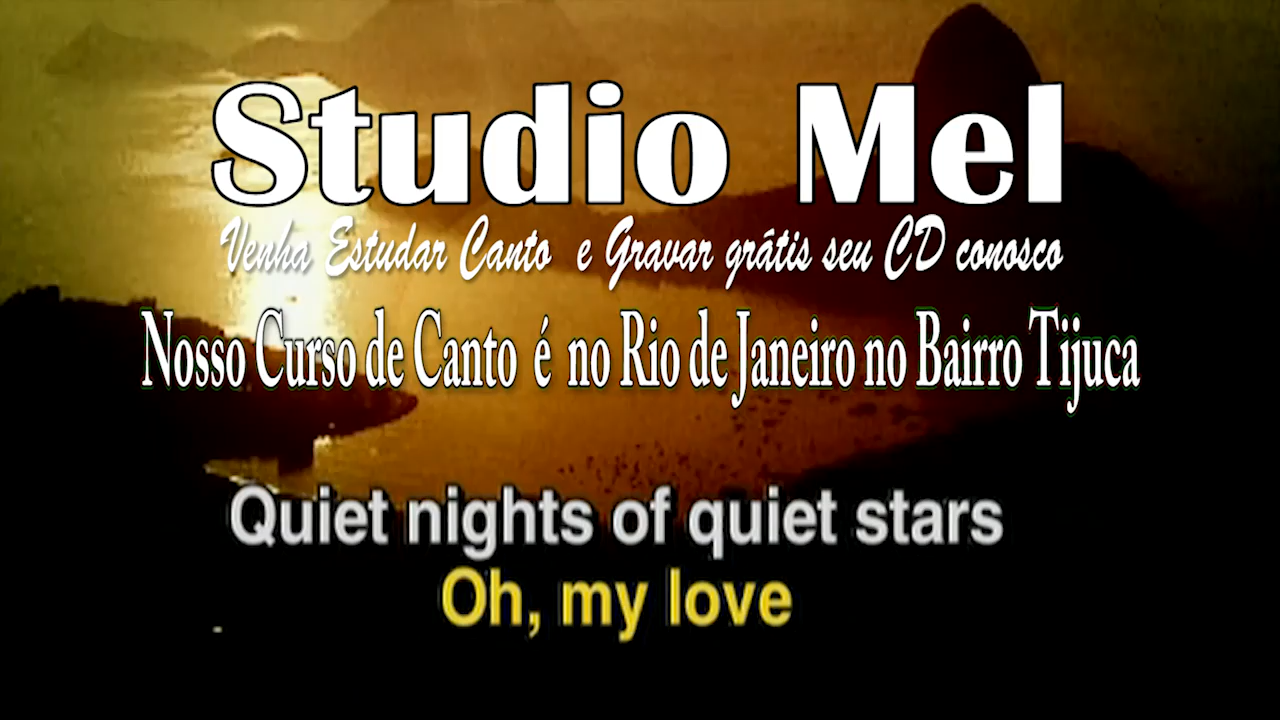 Studio Mel
Venha Estudar Canto e Gravar grátis seu CD conosco
Nosso Curso de Canto é no Rio de Janeiro no Bairro Tijuca
Quiet nights of quiet stars
Oh, my love